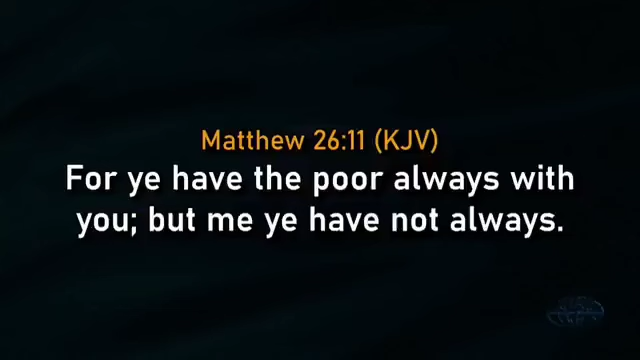 Matthew 26:11 (KJV)
For ye have the poor always with
you; but me ye have not always.